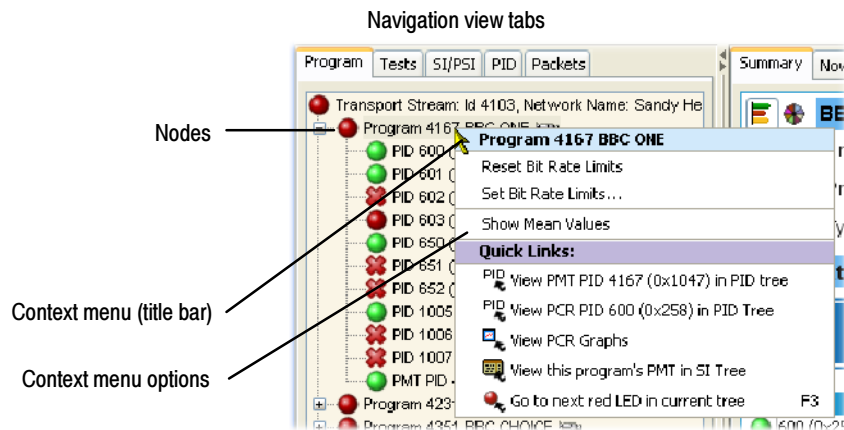 Navigation view tabs
Program Tests SI/PSI PID Packets
Summary
Transport Stream: Id 4103, Network Name: Sandy He
Nodes
Program 4167 BBC ONE
BE
Program 4167 BBC ONE
PID 600 (
Reset Bit Rate Limits
PID 601 (
Set Bit Rate Limits...
PID 602 (
Show Mean Values
PID 603 (
Quick Links:
PID 650 (
PID View PMT PID 4167 (0x1047) in PID tree
PID 651 (
PID View PCR PID 600 (0x258) in PID Tree
PID 652 (
Context menu (title bar)
PID 1005
View PCR Graphs
PID 1006
View this program's PMT in SI Tree
PID 1007
Context menu options
PMT PID
Go to next red LED in current tree F3
Program 423
Program 4351 BBC CHOICE
600 (0x25